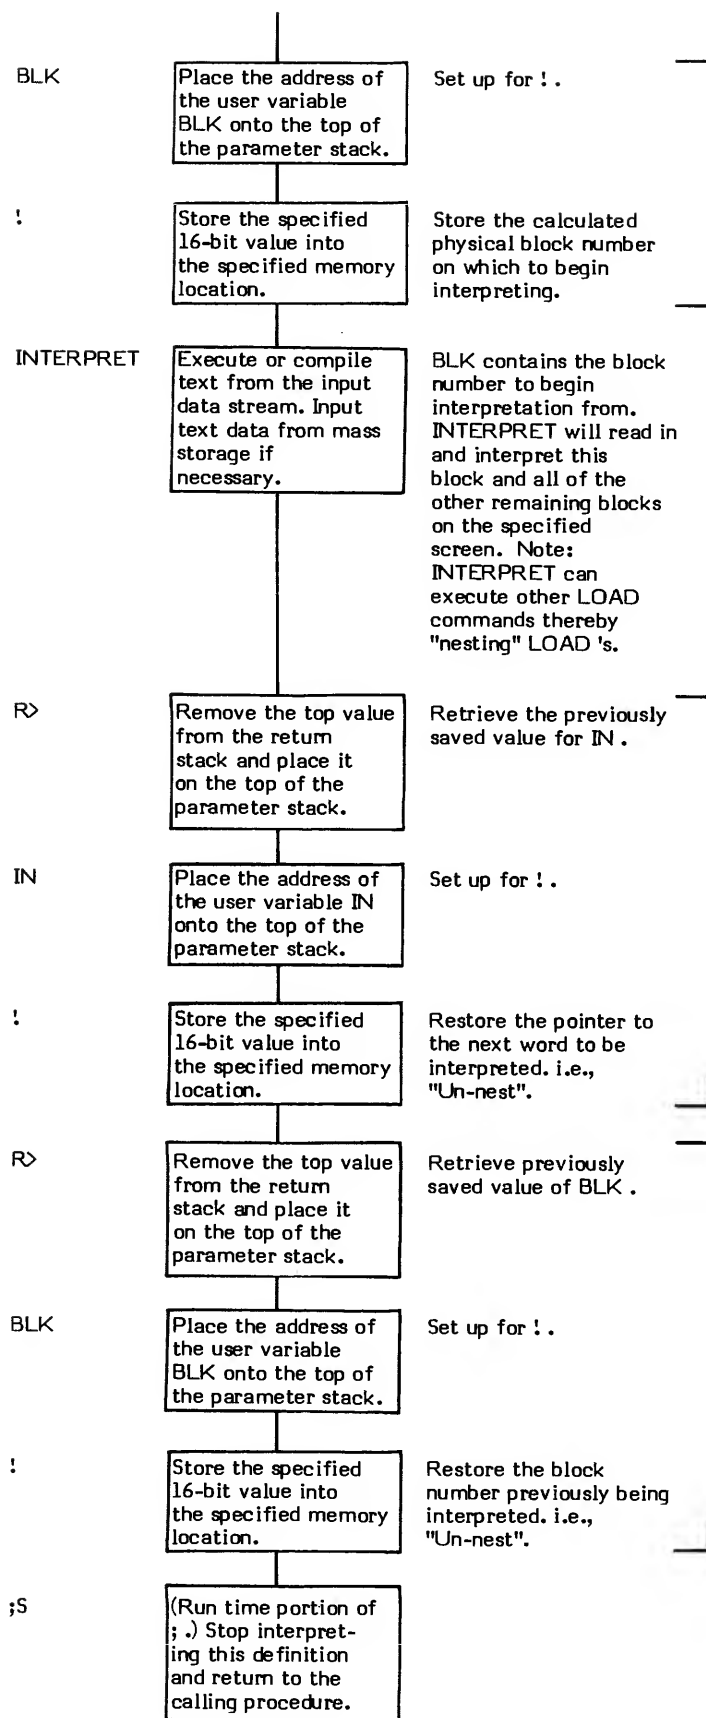 BLK
Place the address of
the user variable
BLK onto the top of
the parameter stack.
Set up for ! .
!
Store the specified
16-bit value into
the specified memory
location.
Store the calculated
physical block number
on which to begin
interpreting.
INTERPRET
Execute or compile
text from the input
data stream. Input
text data from mass
storage if
necessary.
BLK contains the block
number to begin
interpretation from.
INTERPRET will read in
and interpret this
block and all of the
other remaining blocks
on the specified
screen. Note:
INTERPRET can
execute other LOAD
commands thereby
"nesting" LOAD 's.
R>
Remove the top value
from the return
stack and place it
on the top of the
parameter stack.
Retrieve the previously
saved value for IN .
IN
Place the address of
the user variable IN
onto the top of the
parameter stack.
Set up for ! .
!
Store the specified
16-bit value into
the specified memory
location.
Restore the pointer to
the next word to be
interpreted. i.e.,
"Un-nest".
R>
Remove the top value
from the return
stack and place it
on the top of the
parameter stack.
Retrieve previously
saved value of BLK .
BLK
Place the address of
the user variable
BLK onto the top of
the parameter stack.
Set up for ! .
!
Store the specified
16-bit value into
the specified memory
location.
Restore the block
number previously being
interpreted. i.e.,
"Un-nest".
;S
(Run time portion of
; .) Stop interpret-
ing this definition
and return to the
calling procedure.